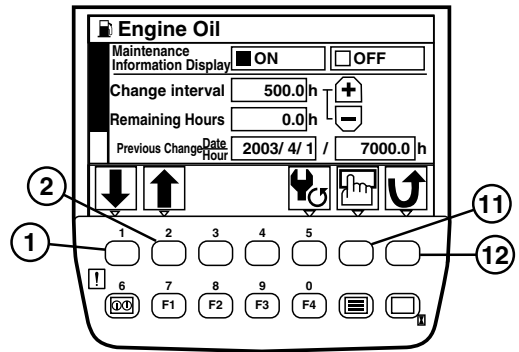 Engine Oil
Maintenance Information Display ON OFF
Change interval 500.0 h +
Remaining Hours 0.0 h −
Previous Change Date Hour 2003/ 4/ 1 / 7000.0 h
2 11
1 12
1 2 3 4 5
!
6 7 8 9 0
F1 F2 F3 F4